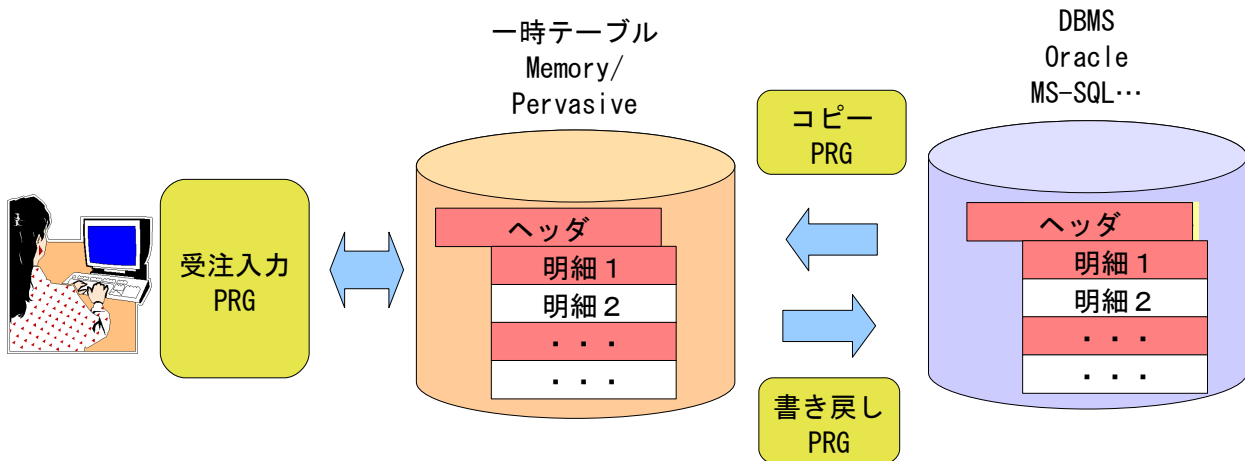 一時テーブル
Memory/
Pervasive
DBMS
Oracle
MS-SQL…
コピー
PRG
受注入力
PRG
ヘッダ
明細１
明細２
・・・
・・・
ヘッダ
明細１
明細２
・・・
・・・
書き戻し
PRG